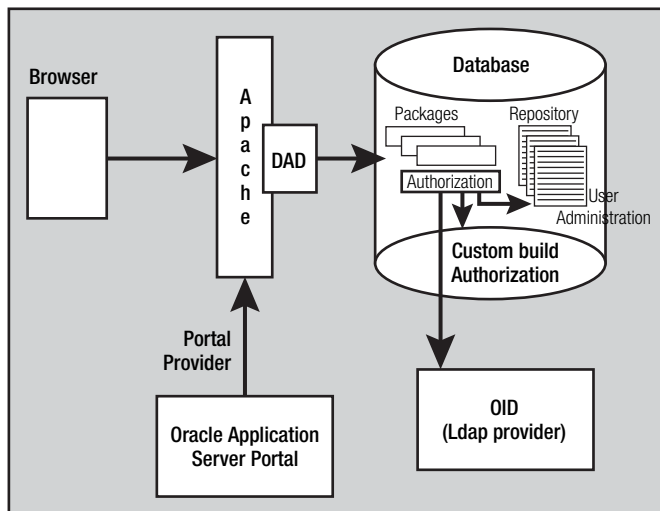 Browser
Apache
DAD
Database
Packages
Repository
Authorization
User
Administration
Custom build
Authorization
Portal
Provider
Oracle Application
Server Portal
OID
(Ldap provider)